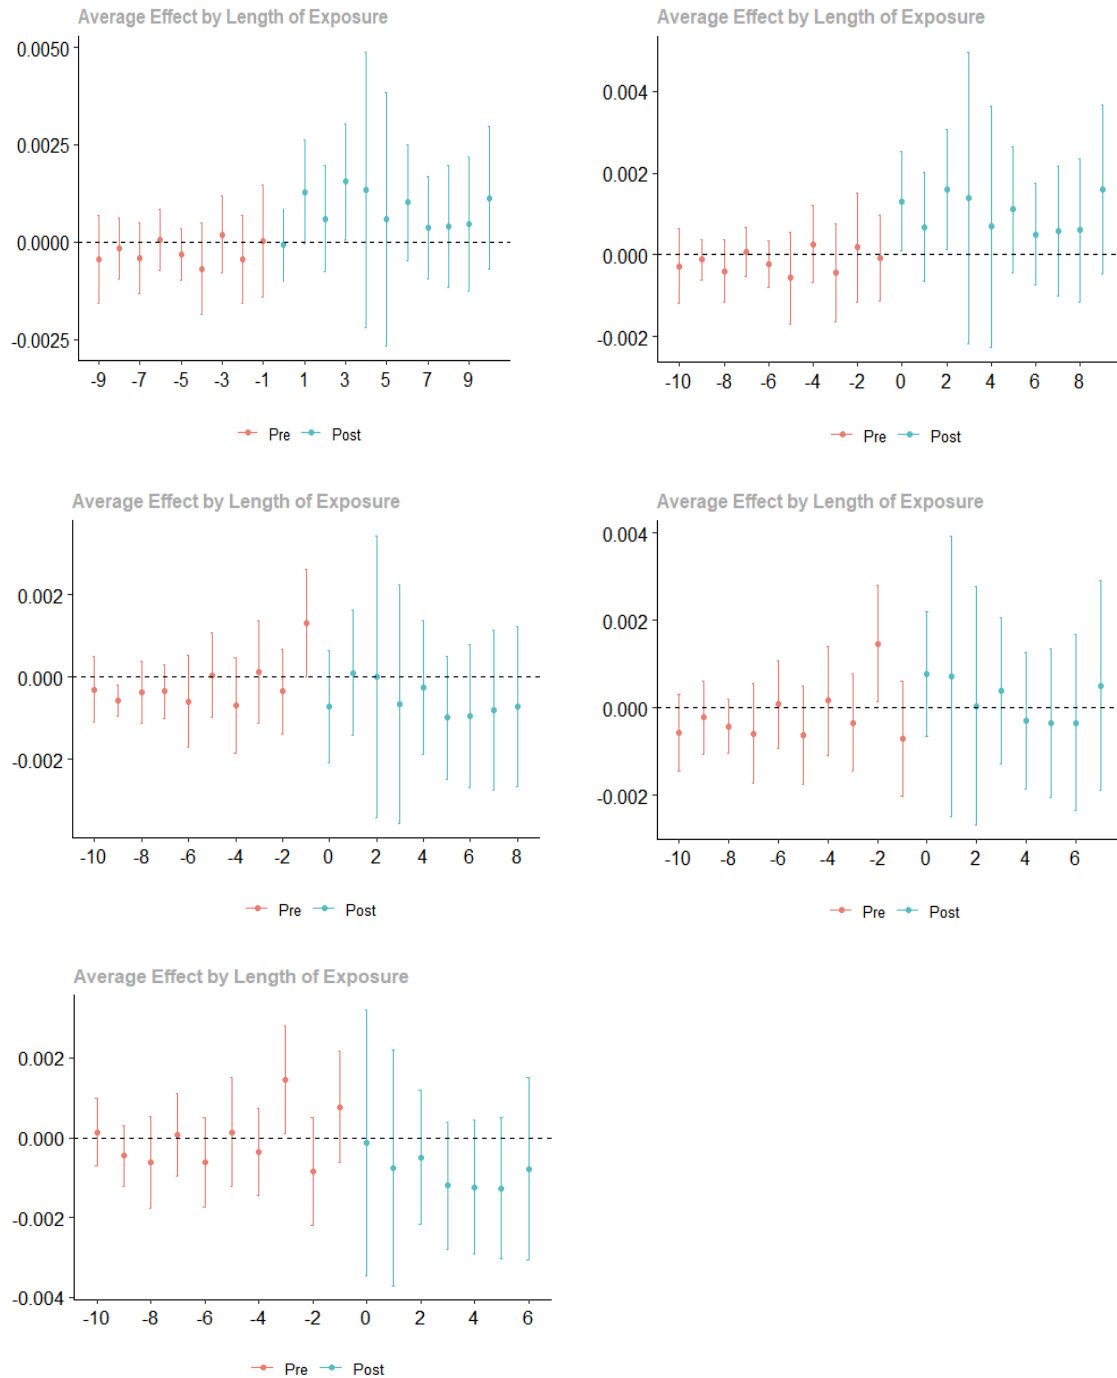 Average Effect by Length of Exposure
0.0050
0.0025
0.0000
-0.0025
-9 -7 -5 -3 -1 1 3 5 7 9
Pre Post
Average Effect by Length of Exposure
0.004
0.002
0.000
-0.002
-10 -8 -6 -4 -2 0 2 4 6 8
Pre Post
Average Effect by Length of Exposure
0.002
0.000
-0.002
-10 -8 -6 -4 -2 0 2 4 6 8
Pre Post
Average Effect by Length of Exposure
0.004
0.002
0.000
-0.002
-10 -8 -6 -4 -2 0 2 4 6
Pre Post
Average Effect by Length of Exposure
0.002
0.000
-0.002
-0.004
-10 -8 -6 -4 -2 0 2 4 6
Pre Post